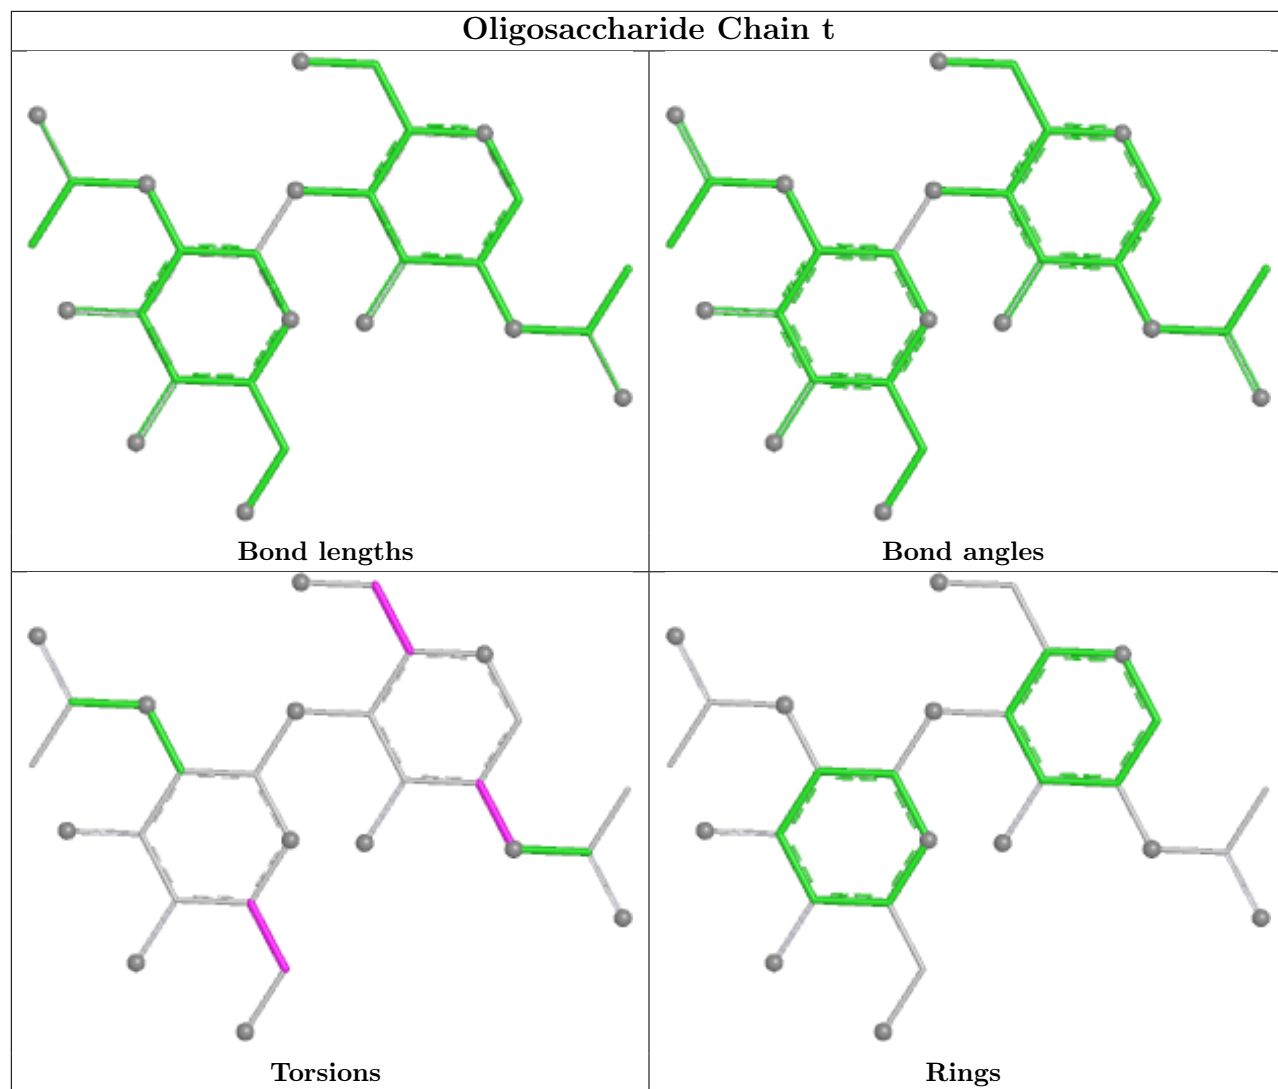 Oligosaccharide Chain t
Bond lengths
Bond angles
Torsions
Rings